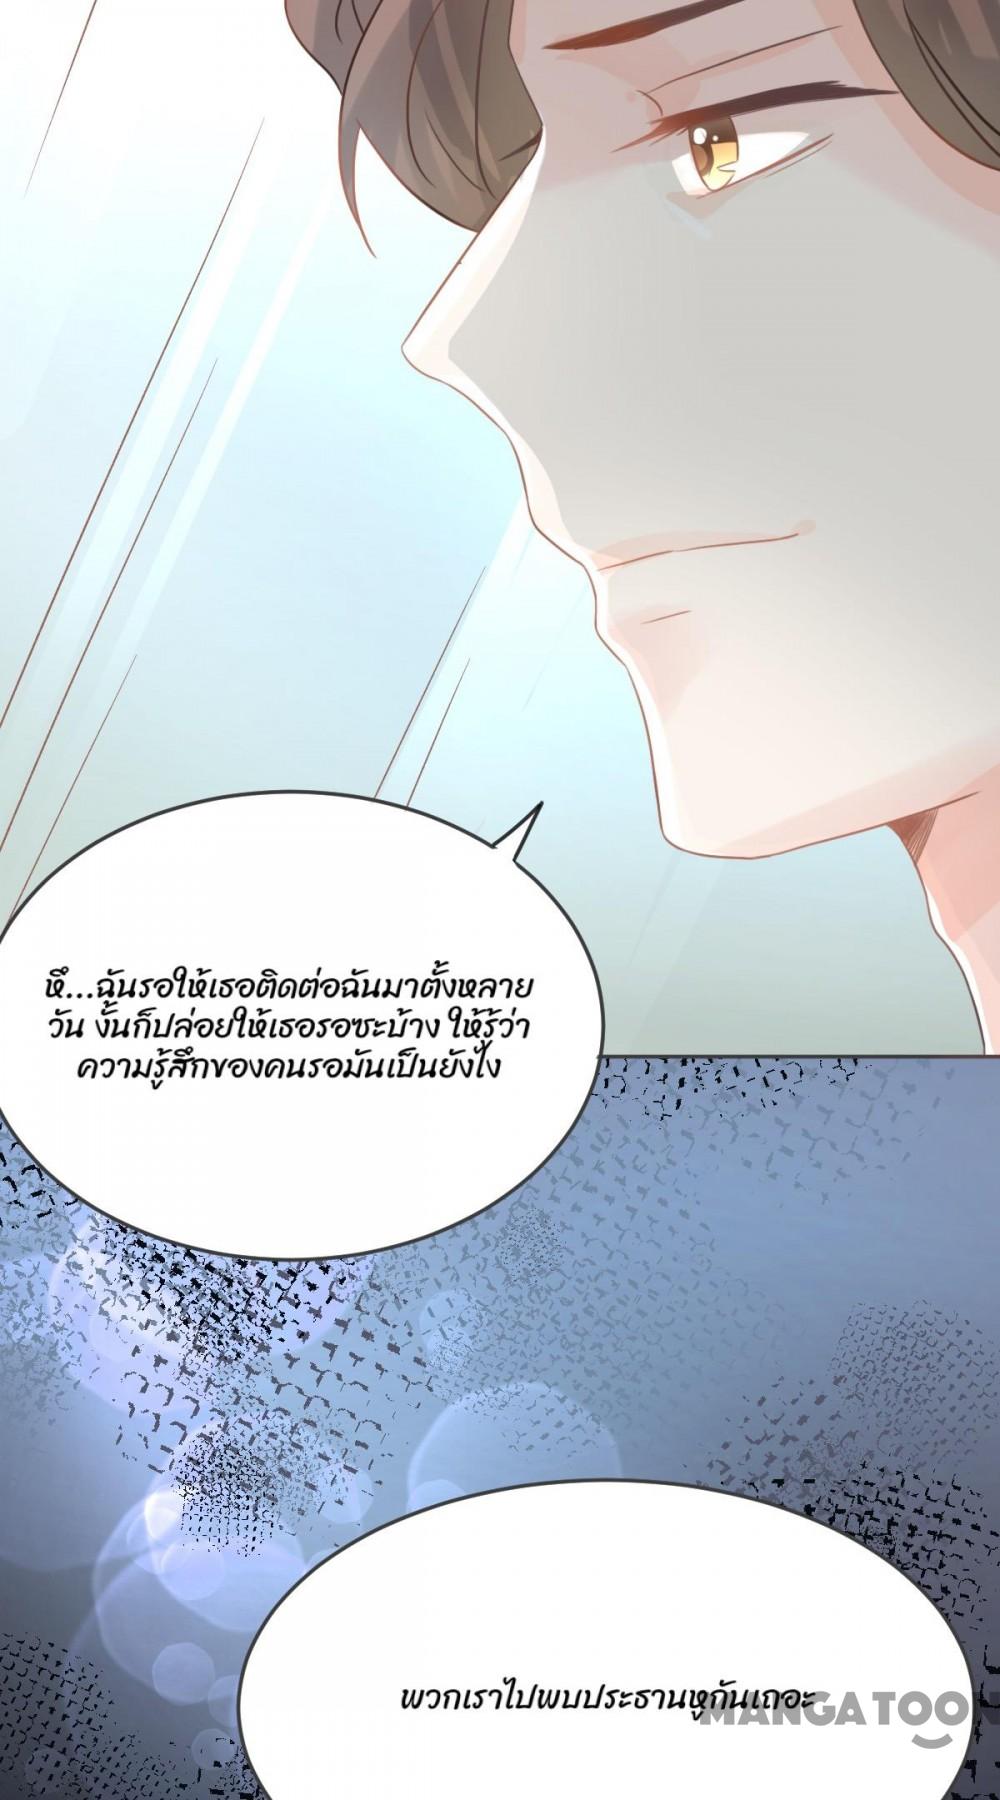 หึ...ฉันรอให้เธอติดต่อฉันมาตั้งหลาย
วัน งั้นก็ปล่อยให้เธอรอซะบ้าง ให้รู้ว่า
ความรู้สึกของคนรอมันเป็นยังไง
พวกเราไปพบประธานหูกันเถอะ
MANGATOON